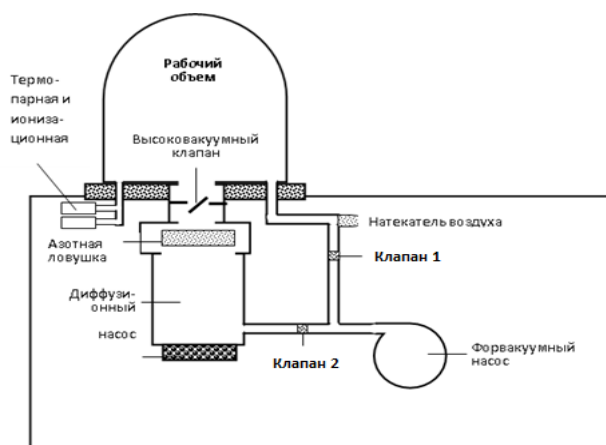 Рабочий
объем
Термо-
парная и
иониза-
ционная
Высоковакуумный
клапан
Натекатель воздуха
Азотная
ловушка
Клапан 1
Диффузи-
онный
насос
Клапан 2
Форвакуумный
насос